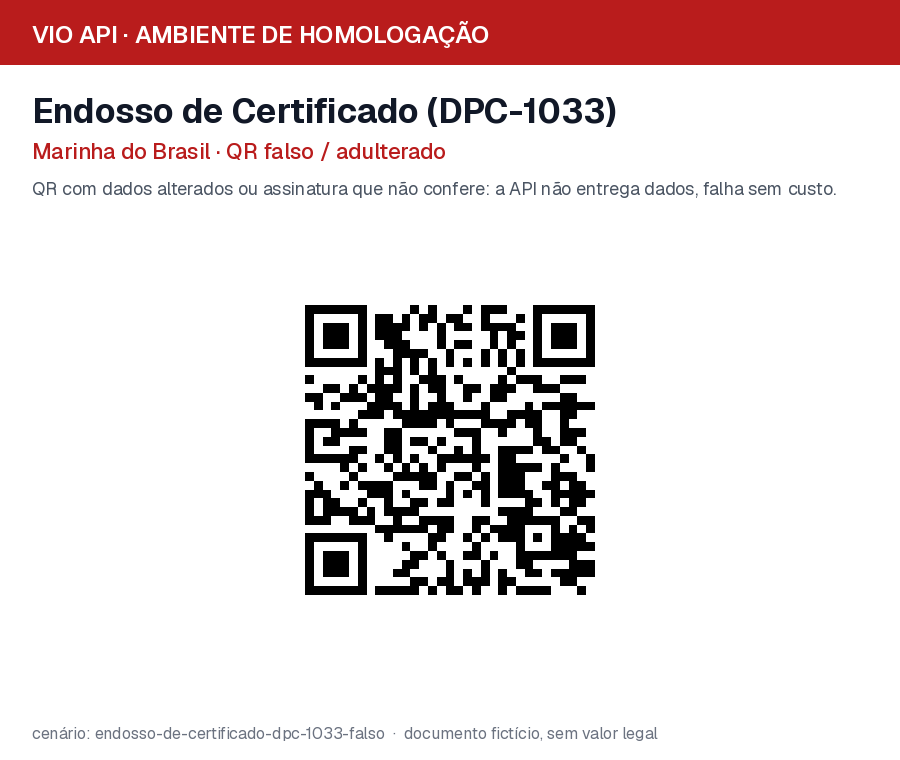 VIO API · AMBIENTE DE HOMOLOGAÇÃO
Endosso de Certificado (DPC-1033)
Marinha do Brasil · QR falso / adulterado
QR com dados alterados ou assinatura que não confere: a API não entrega dados, falha sem custo.
cenário: endosso-de-certificado-dpc-1033-falso · documento fictício, sem valor legal